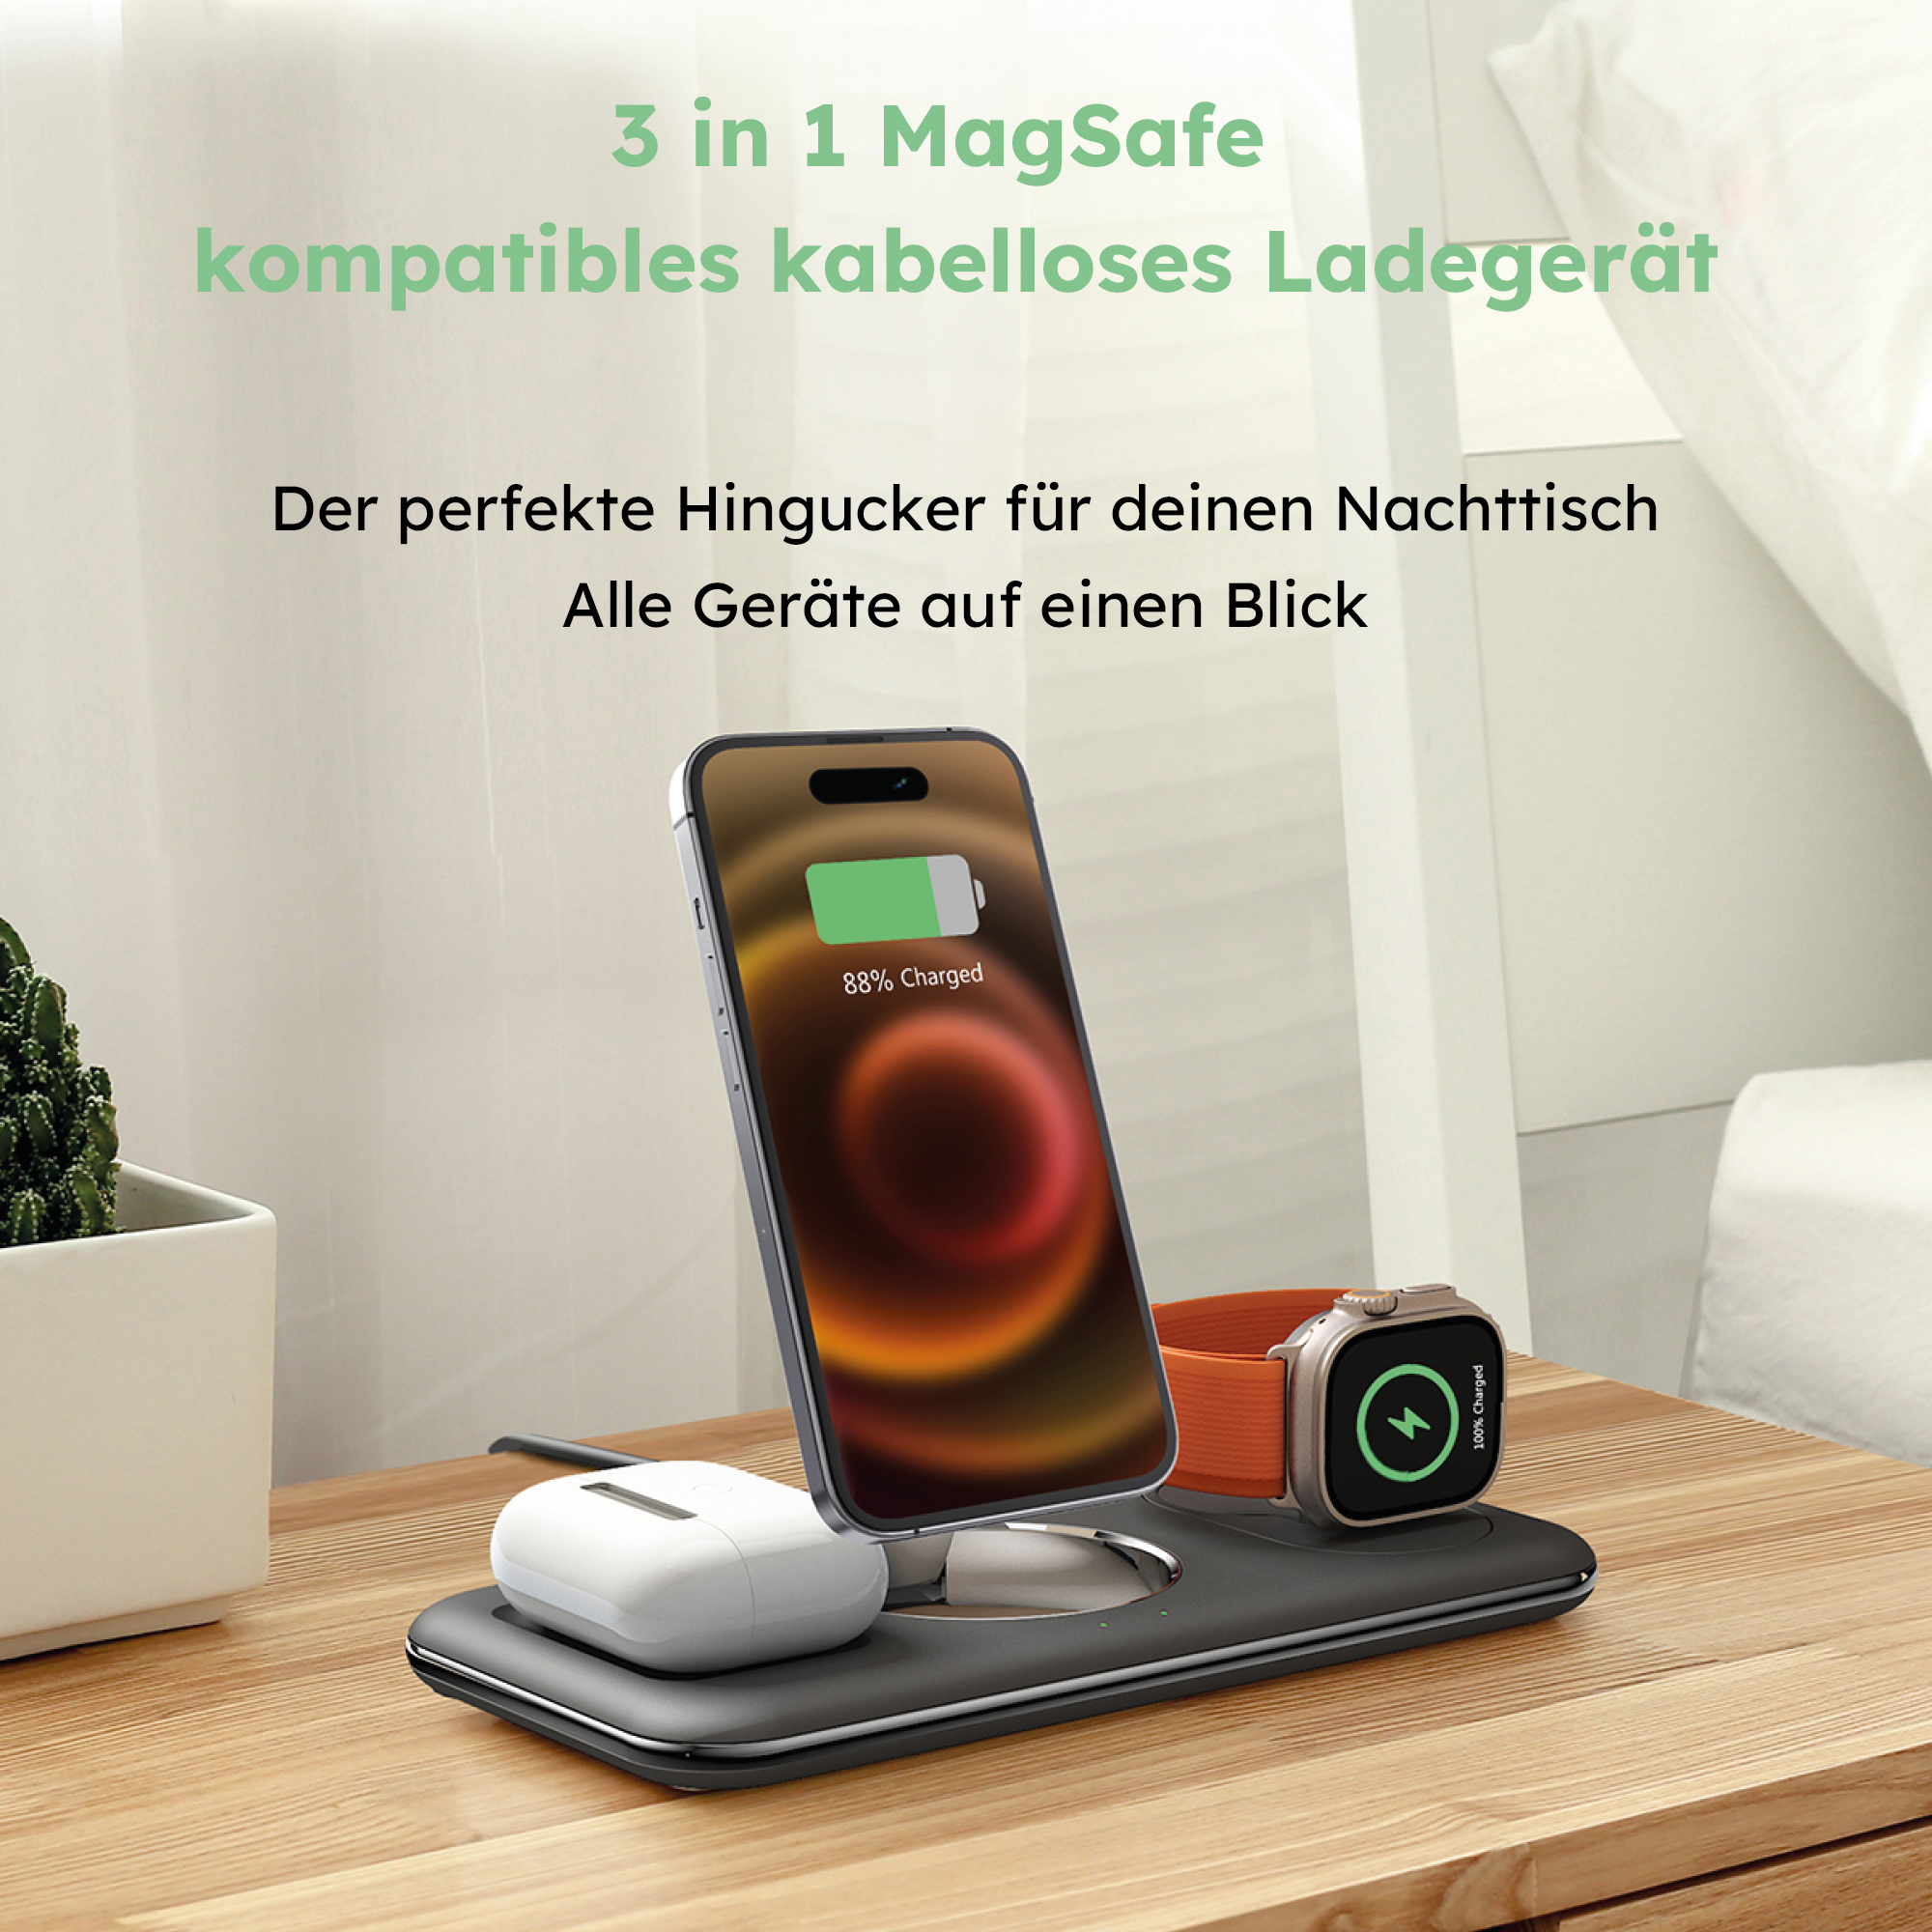 3 in 1 MagSafe
kompatibles kabelloses Ladegerät
Der perfekte Hingucker für deinen Nachttisch
Alle Geräte auf einen Blick
88% Charged
100% Charged